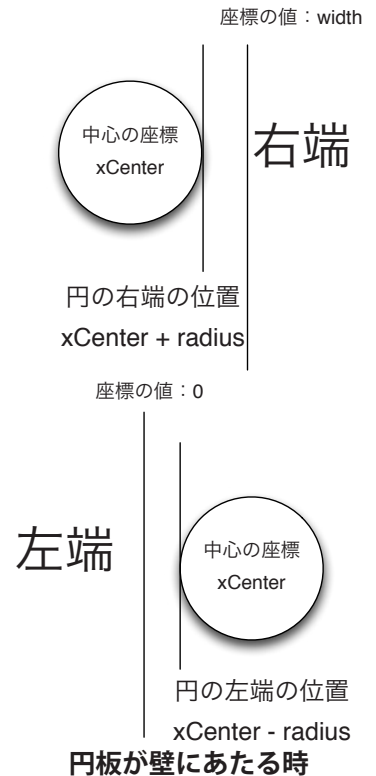 座標の値：width
中心の座標
xCenter
右端
円の右端の位置
xCenter + radius
座標の値：0
左端
中心の座標
xCenter
円の左端の位置
xCenter - radius
円板が壁にあたる時